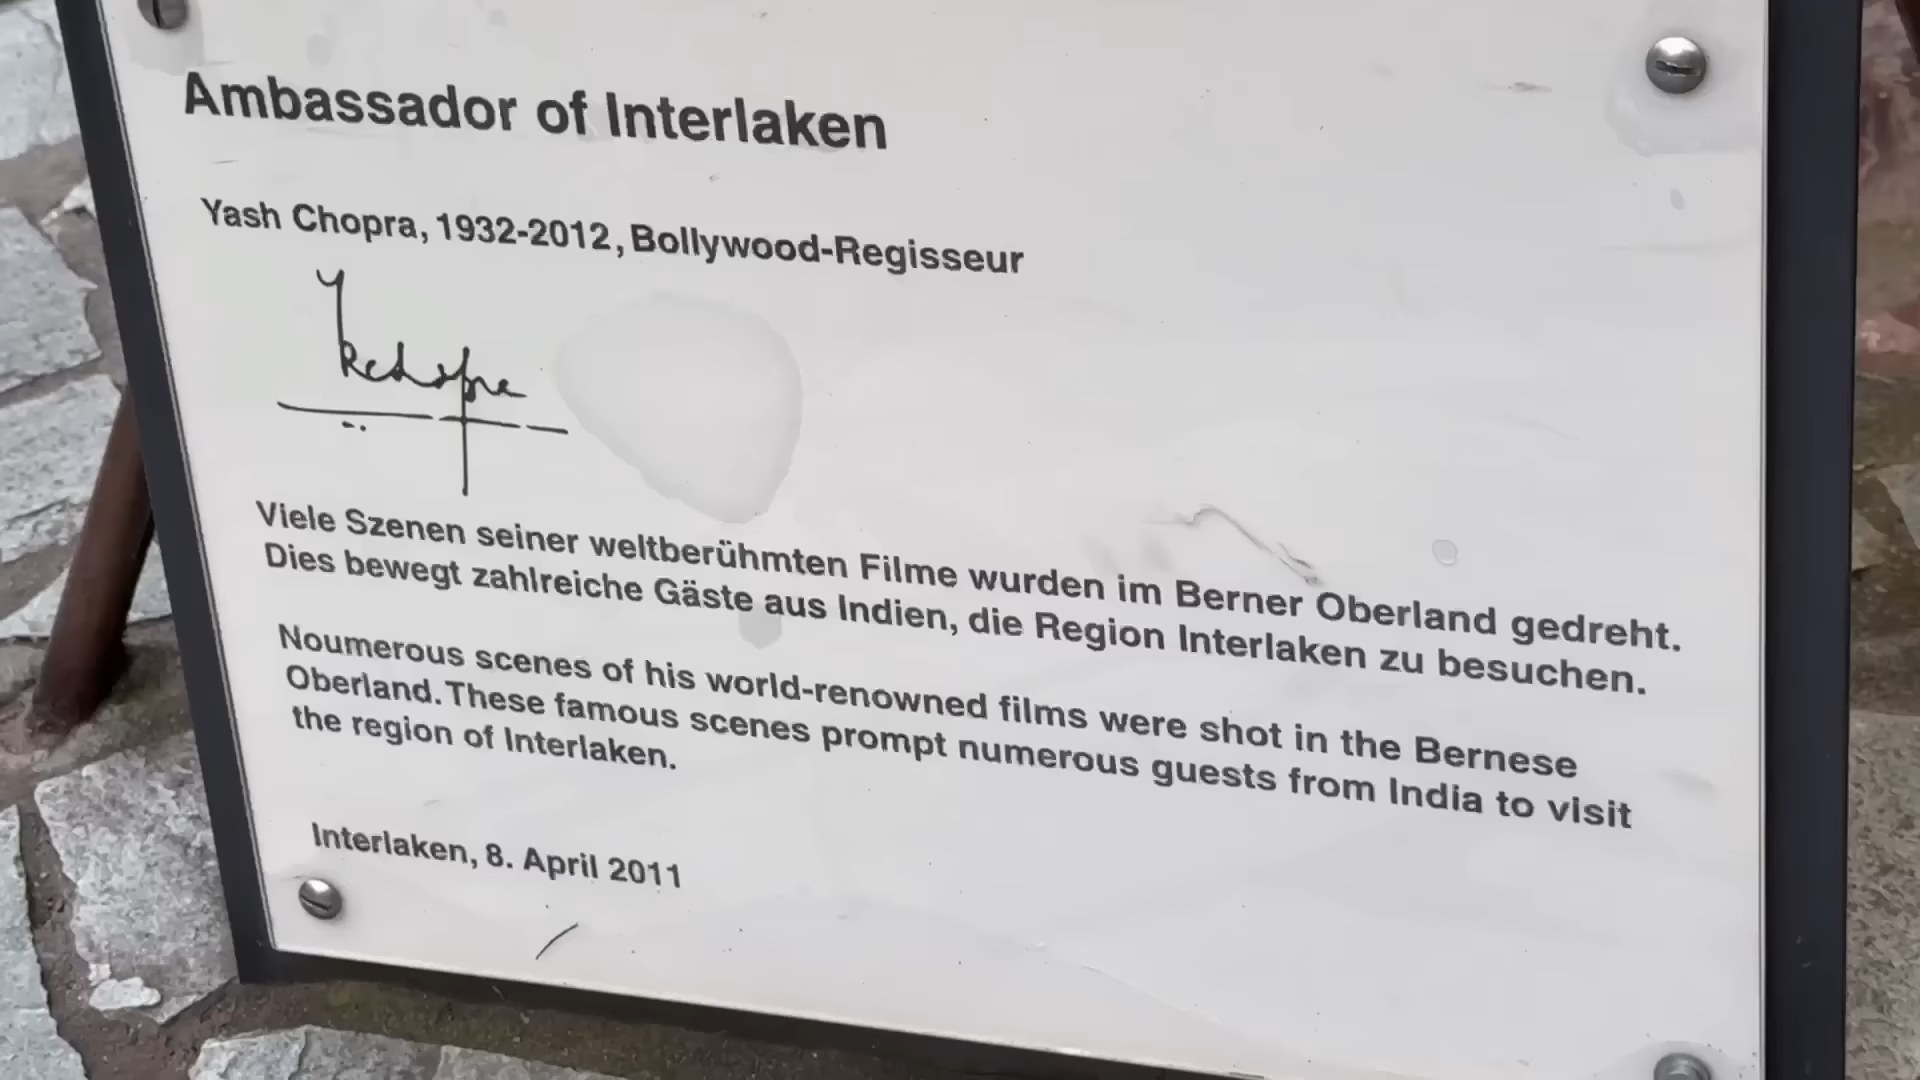 Ambassador of Interlaken
Yash Chopra, 1932-2012, Bollywood-Regisseur
Viele Szenen seiner weltberühmten Filme wurden im Berner Oberland gedreht.
Dies bewegt zahlreiche Gäste aus Indien, die Region Interlaken zu besuchen.
Noumerous scenes of his world-renowned films were shot in the Bernese
Oberland. These famous scenes prompt numerous guests from India to visit
the region of Interlaken.
Interlaken, 8. April 2011